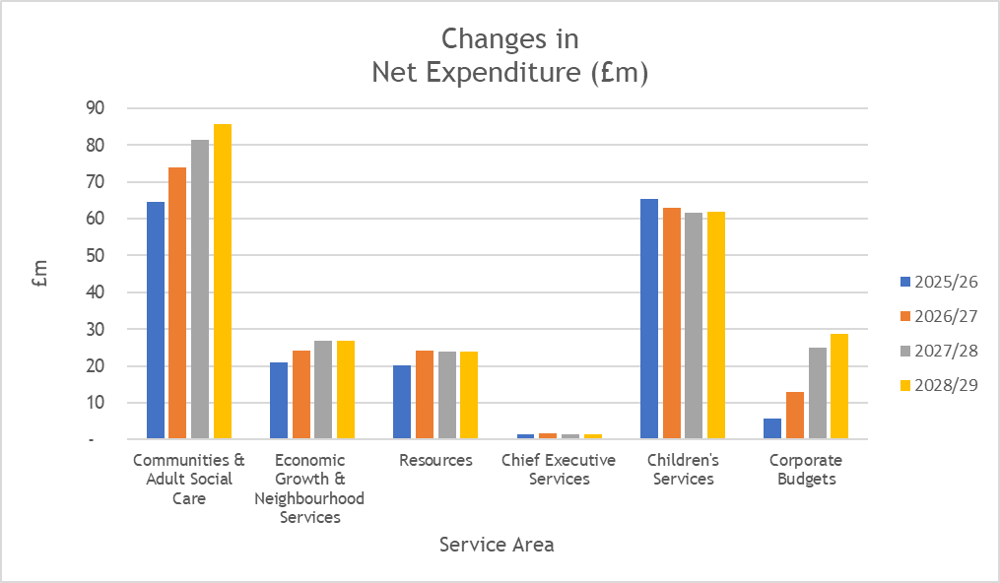 Changes in
Net Expenditure (£m)
90
80
70
60
50
40
30
20
10
-
£m
Communities &
Adult Social
Care
Economic
Growth &
Neighbourhood
Services
Resources
Chief Executive
Services
Children's
Services
Corporate
Budgets
Service Area
2025/26
2026/27
2027/28
2028/29